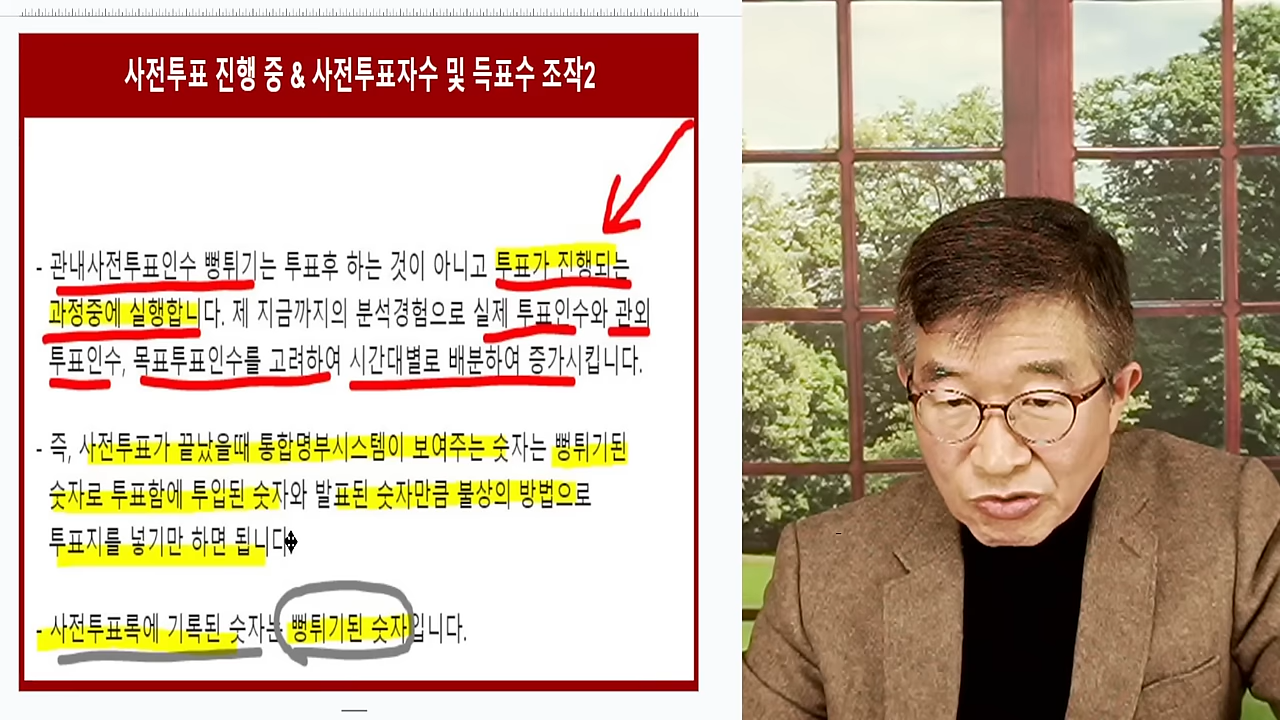 사전투표 진행 중 & 사전투표자수 및 득표수 조작2
- 관내사전투표인수 뻥튀기는 투표후 하는 것이 아니고 투표가 진행되는
과정중에 실행합니다. 제 지금까지의 분석경험으로 실제 투표인수와 관외
투표인수, 목표투표인수를 고려하여 시간대별로 배분하여 증가시킵니다.
- 즉, 사전투표가 끝났을때 통합명부시스템이 보여주는 숫자는 뻥튀기된
숫자로 투표함에 투입된 숫자와 발표된 숫자만큼 불상의 방법으로
투표지를 넣기만 하면 됩니다
- 사전투표록에 기록된 숫자는 뻥튀기된 숫자입니다.